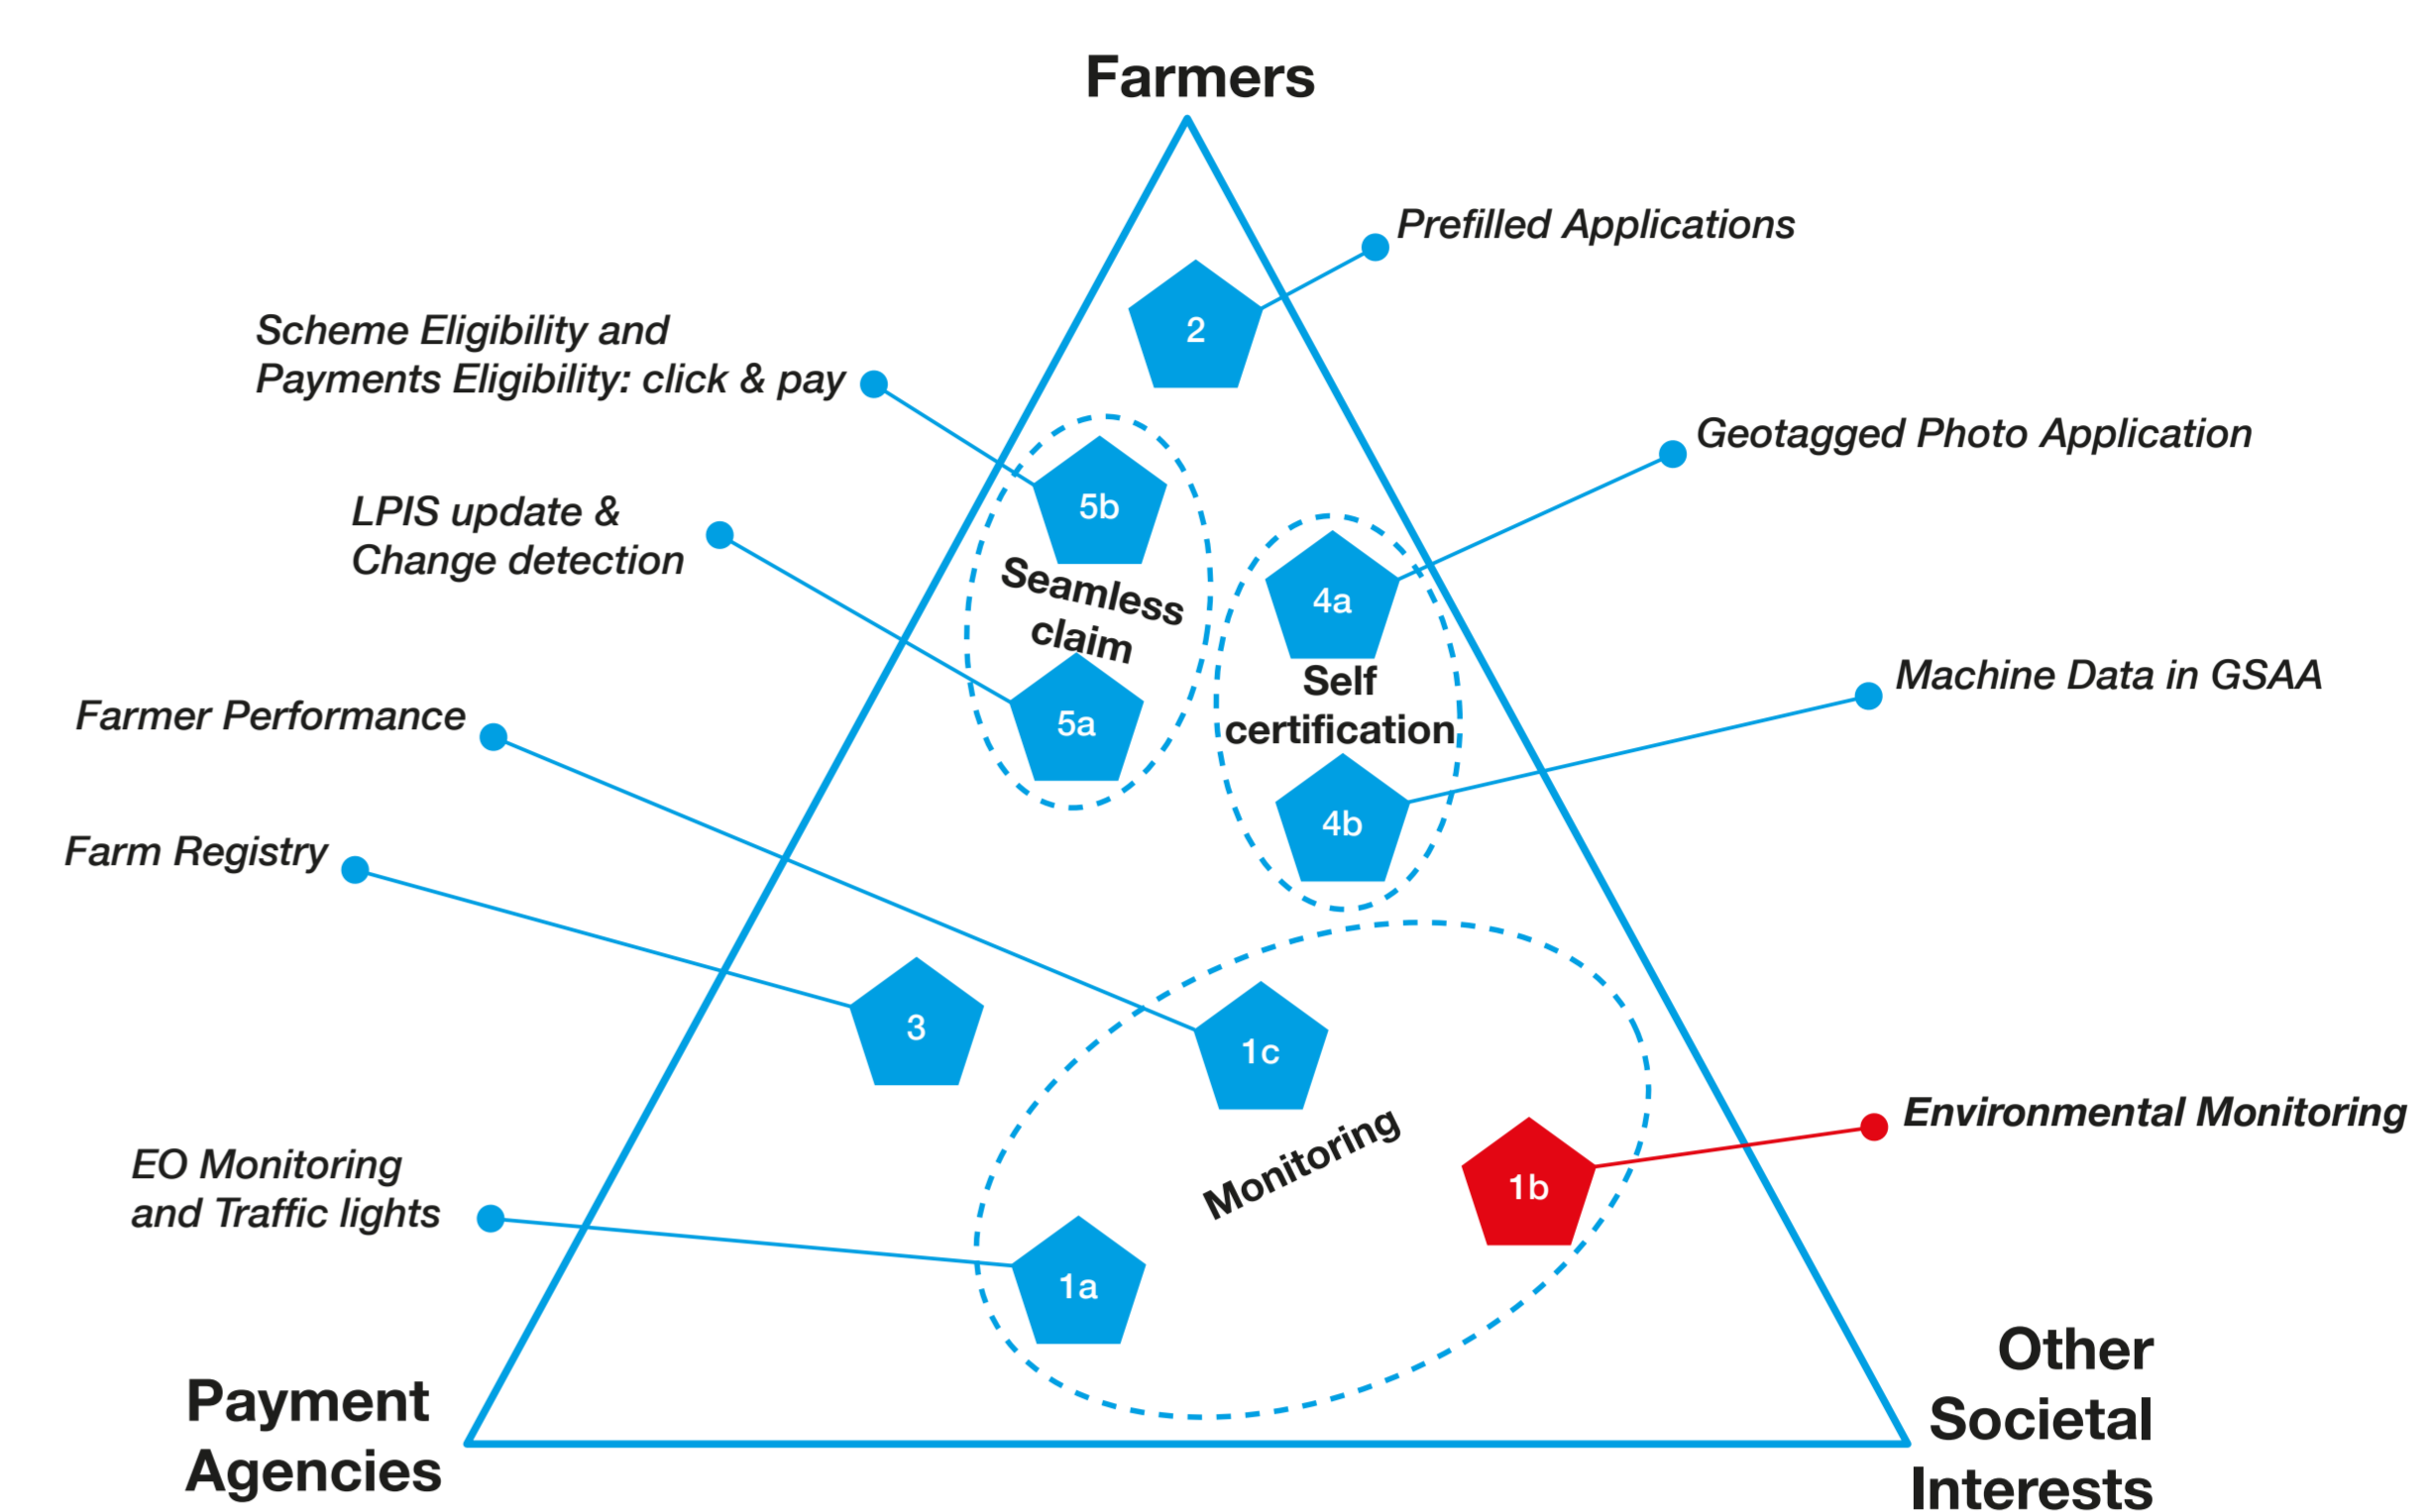 Farmers
Prefilled Applications
2
Scheme Eligibility and
Payments Eligibility: click & pay
Geotagged Photo Application
5b
LPIS update &
Change detection
Seamless
claim
4a
Self
certification
Machine Data in GSAA
5a
Farmer Performance
4b
Farm Registry
3
1c
Environmental Monitoring
Monitoring
EO Monitoring
and Traffic lights
1b
1a
Payment
Agencies
Other
Societal
Interests